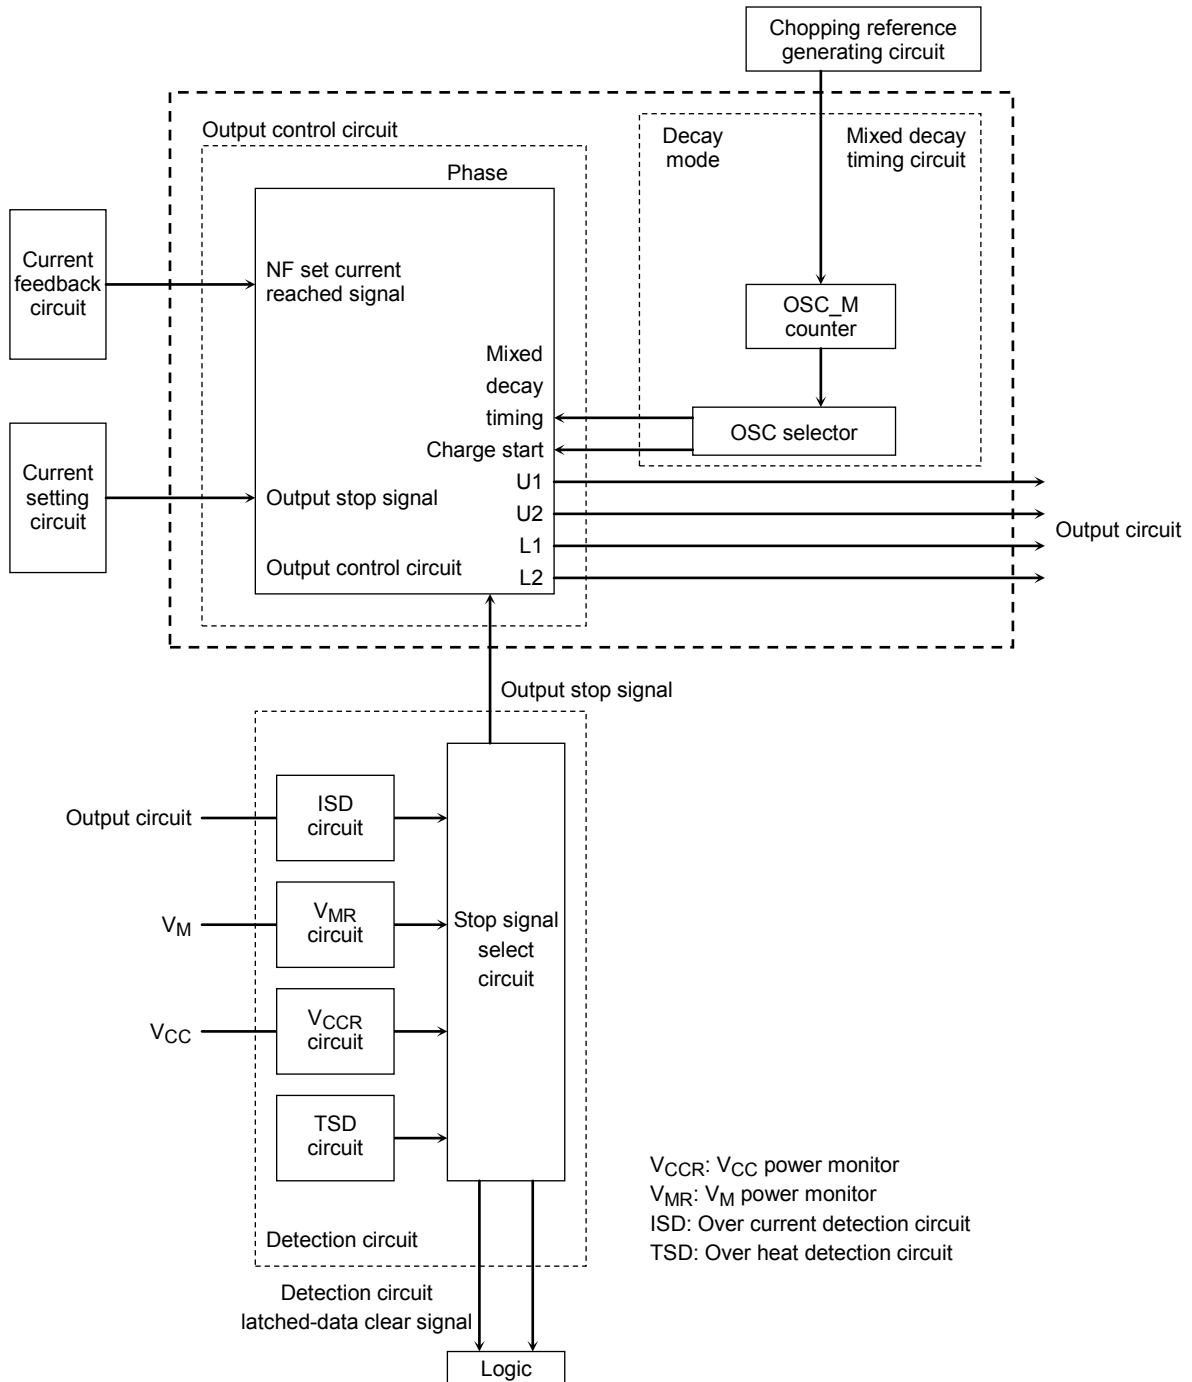 Chopping reference
generating circuit
Output control circuit
Decay
mode
Mixed decay
timing circuit
Phase
Current
feedback
circuit
NF set current
reached signal
OSC_M
counter
Mixed
decay
timing
OSC selector
Charge start
Current
setting
circuit
Output stop signal
U1
U2
L1
L2
Output circuit
Output control circuit
Output stop signal
Output circuit
ISD
circuit
VM
VMR
circuit
Stop signal
select
circuit
VCC
VCCR
circuit
TSD
circuit
Detection circuit
VCCR: VCC power monitor
VMR: VM power monitor
ISD: Over current detection circuit
TSD: Over heat detection circuit
Detection circuit
latched-data clear signal
Logic